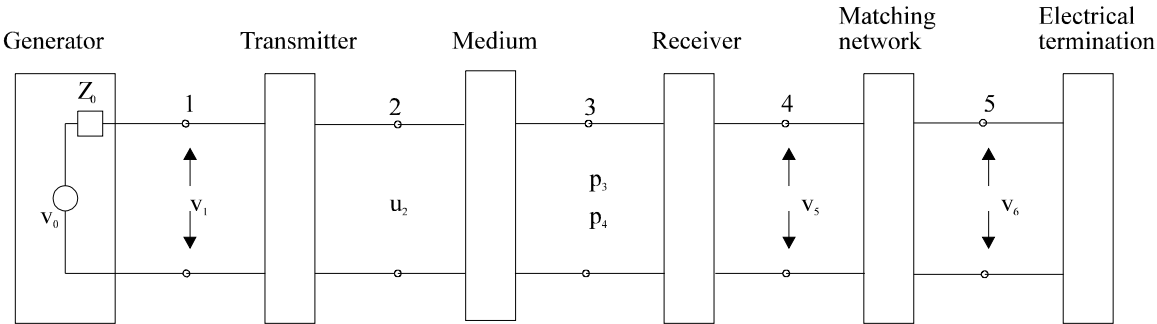 Generator
Transmitter
Medium
Receiver
Matching
network
Electrical
termination
Z₀
1
2
3
4
5
v₀
v₁
u₂
p₃
p₄
v₅
v₆